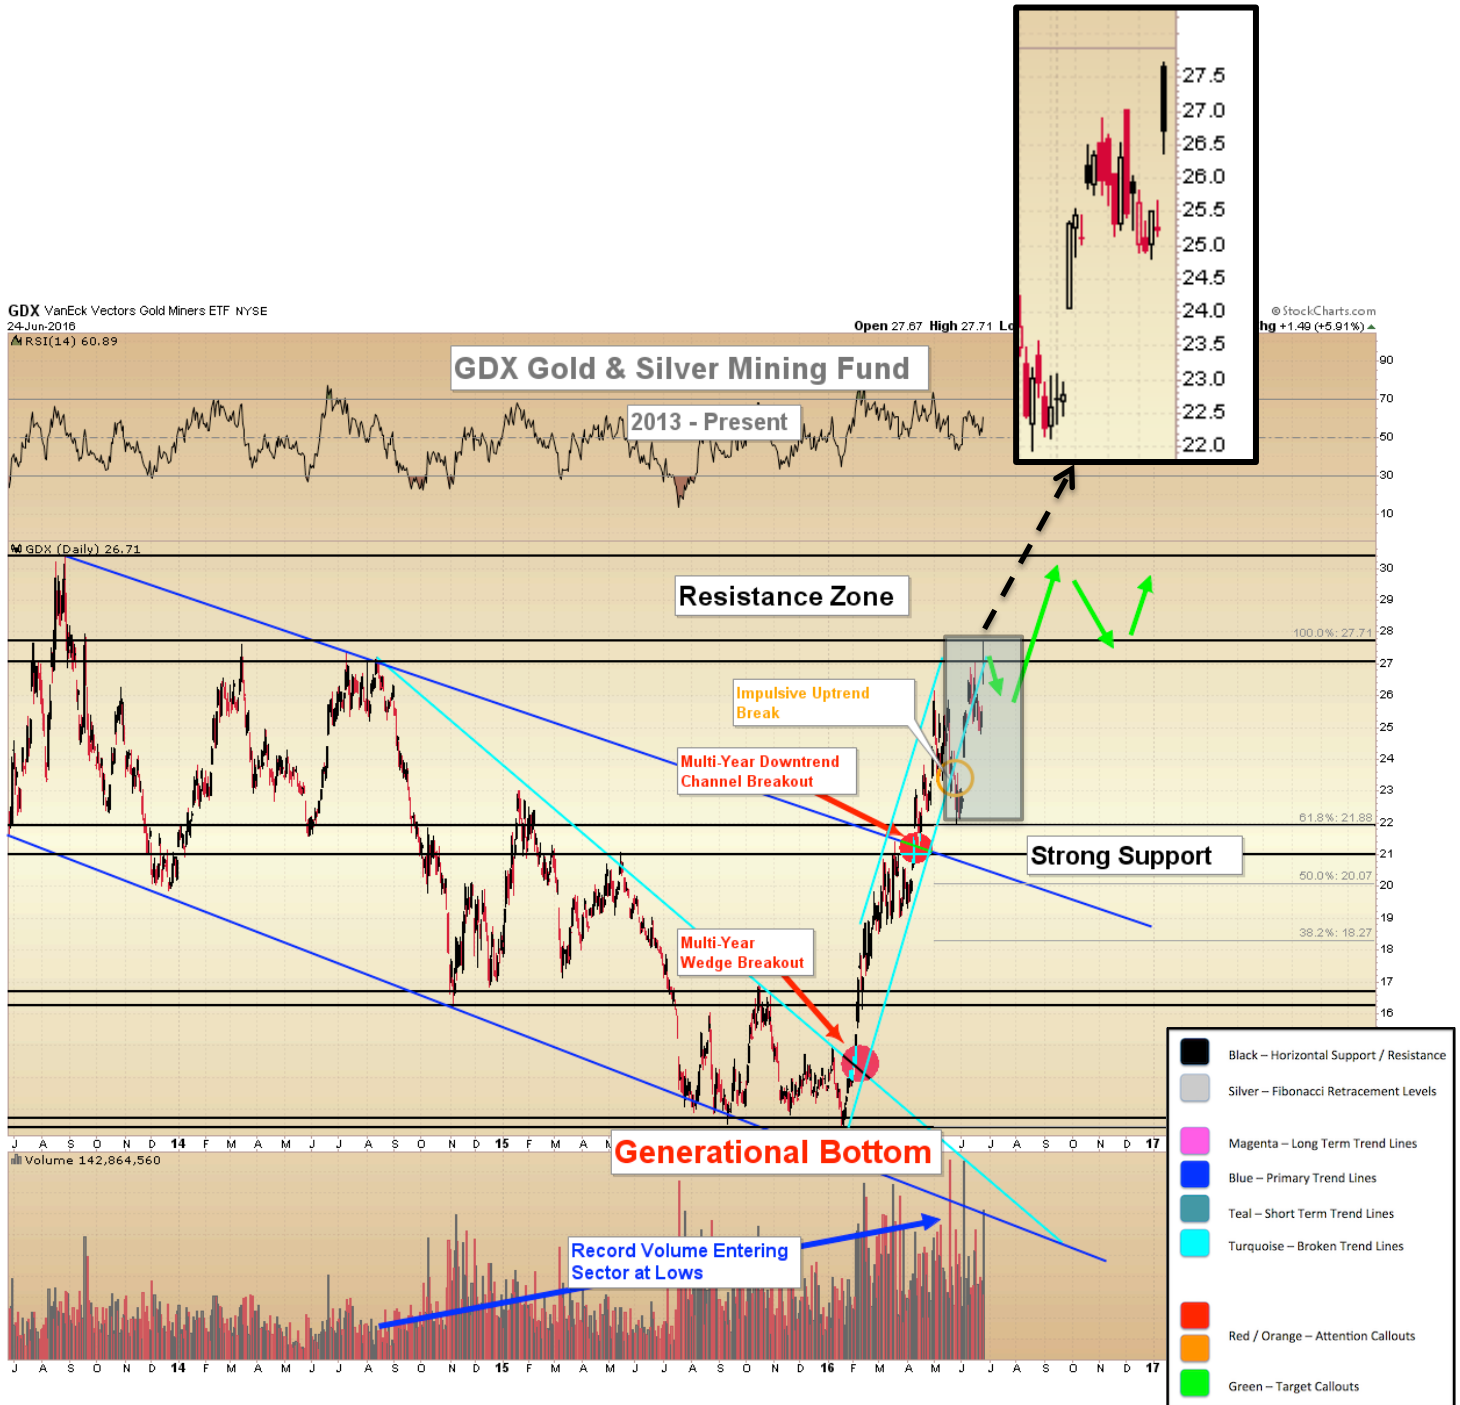 27.5
27.0
26.5
26.0
25.5
25.0
24.5
24.0
23.5
23.0
22.5
22.0
GDX VanEck Vectors Gold Miners ETF NYSE
© StockCharts.com
24-Jun-2016
Open 27.67 High 27.71 Lo
hg +1.49 (+5.91%)
RSI(14) 60.89
GDX Gold & Silver Mining Fund
2013 - Present
90
70
50
30
10
GDX (Daily) 26.71
Resistance Zone
30
29
28
27
26
25
24
23
22
21
20
19
18
17
16
100.0%: 27.71
Impulsive Uptrend
Break
Multi-Year Downtrend
Channel Breakout
61.8%: 21.88
Strong Support
50.0%: 20.07
38.2%: 18.27
Multi-Year
Wedge Breakout
J A S O N D 14 F M A M J J A S O N D 15 F M A M J J A S O N D 16 F M A M J J A S O N D 17
Generational Bottom
Volume 142,864,560
Record Volume Entering
Sector at Lows
J A S O N D 14 F M A M J J A S O N D 15 F M A M J J A S O N D 16 F M A M J J A S O N D 17
Black – Horizontal Support / Resistance
Silver – Fibonacci Retracement Levels
Magenta – Long Term Trend Lines
Blue – Primary Trend Lines
Teal – Short Term Trend Lines
Turquoise – Broken Trend Lines
Red / Orange – Attention Callouts
Green – Target Callouts